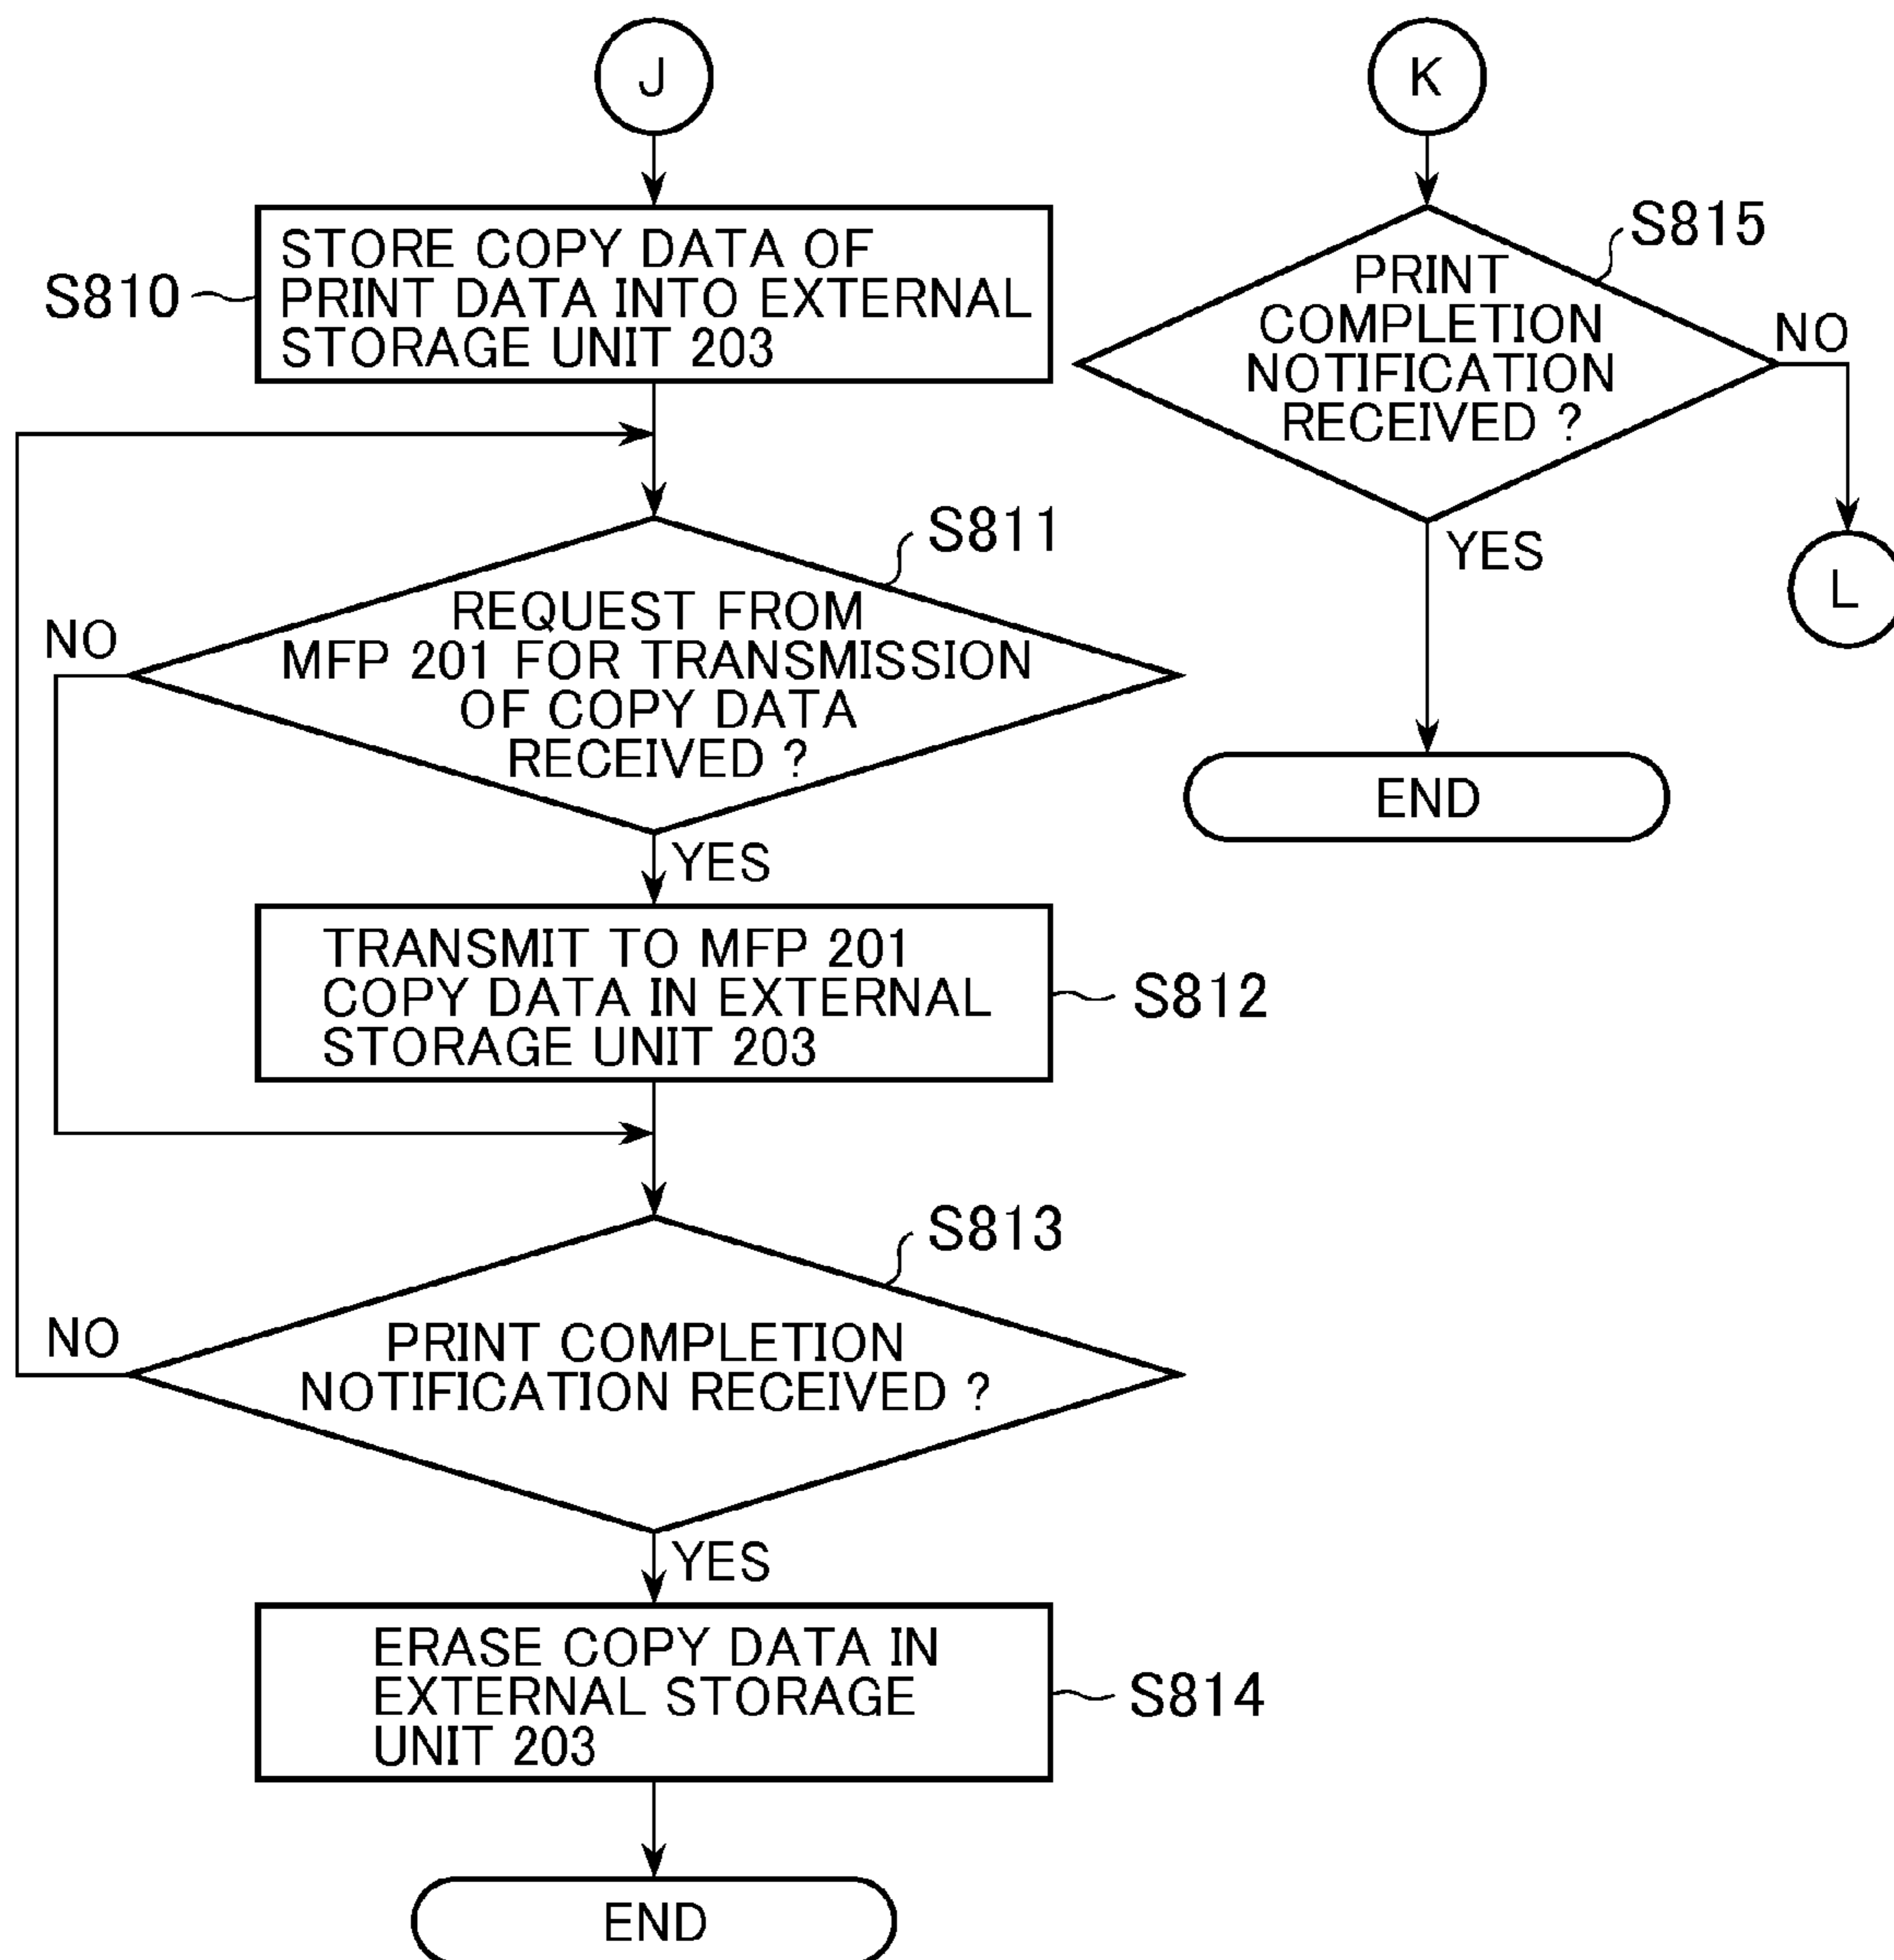 J
S810
STORE COPY DATA OF
PRINT DATA INTO EXTERNAL
STORAGE UNIT 203
S811
REQUEST FROM
MFP 201 FOR TRANSMISSION
OF COPY DATA
RECEIVED ?
NO
YES
TRANSMIT TO MFP 201
COPY DATA IN EXTERNAL
STORAGE UNIT 203
S812
S813
PRINT COMPLETION
NOTIFICATION RECEIVED ?
NO
YES
ERASE COPY DATA IN
EXTERNAL STORAGE
UNIT 203
S814
END
K
S815
PRINT
COMPLETION
NOTIFICATION
RECEIVED ?
NO
L
YES
END